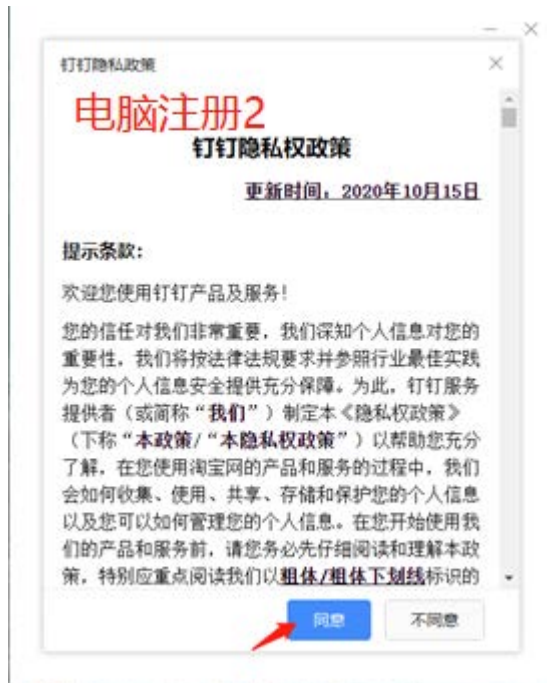 钉钉隐私政策
电脑注册2
钉钉隐私权政策
更新时间：2020年10月15日
提示条款：
欢迎您使用钉钉产品及服务！
您的信任对我们非常重要，我们深知个人信息对您的
重要性，我们将按法律法规要求并参照行业最佳实践
为您的个人信息安全提供充分保障。为此，钉钉服务
提供者（或简称“我们”）制定本《隐私权政策》
（下称“本政策/“本隐私权政策”）以帮助您充分
了解，在您使用淘宝网的产品和服务的过程中，我们
会如何收集、使用、共享、存储和保护您的个人信息
以及您可以如何管理您的个人信息。在您开始使用我
们的产品和服务前，请您务必先仔细阅读和理解本政
策，特别应重点阅读我们以粗体/粗体下划线标识的
同意
不同意